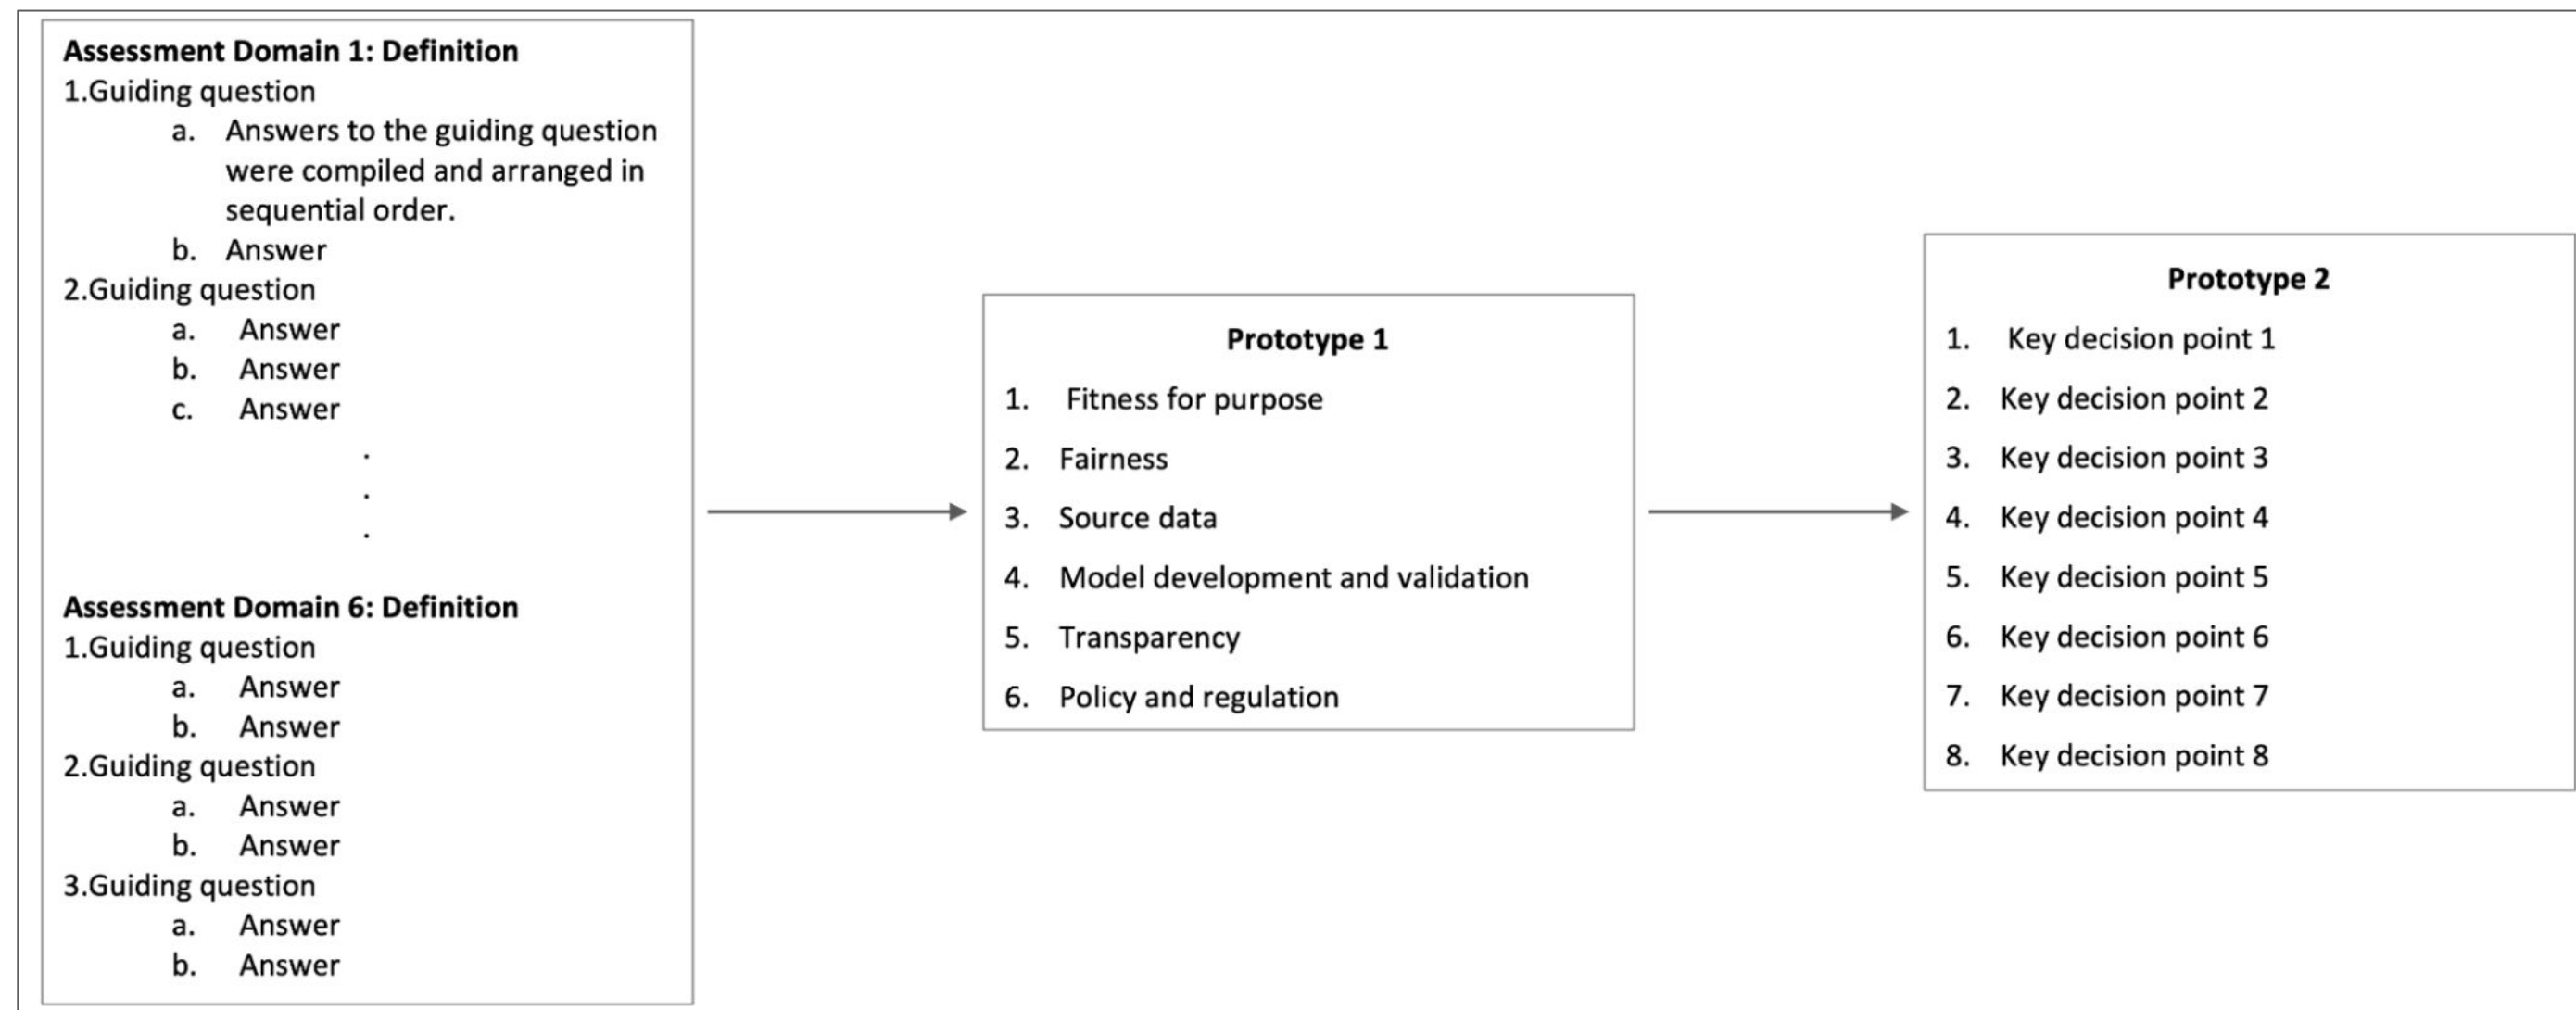 Assessment Domain 1: Definition
1.Guiding question
a. Answers to the guiding question
were compiled and arranged in
sequential order.
b. Answer
2.Guiding question
a. Answer
b. Answer
c. Answer
.
.
.
Assessment Domain 6: Definition
1.Guiding question
a. Answer
b. Answer
2.Guiding question
a. Answer
b. Answer
3.Guiding question
a. Answer
b. Answer
Prototype 1
1. Fitness for purpose
2. Fairness
3. Source data
4. Model development and validation
5. Transparency
6. Policy and regulation
Prototype 2
1. Key decision point 1
2. Key decision point 2
3. Key decision point 3
4. Key decision point 4
5. Key decision point 5
6. Key decision point 6
7. Key decision point 7
8. Key decision point 8